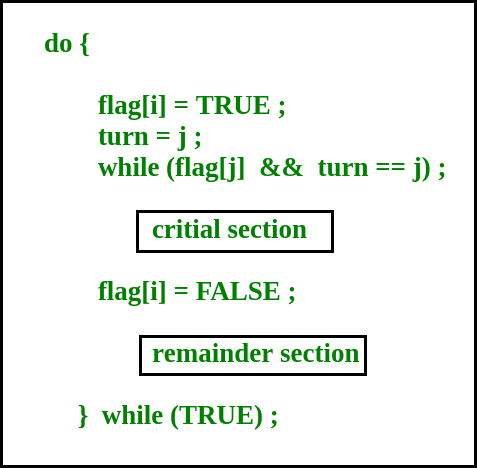 do {
flag[i] = TRUE ;
turn = j ;
while (flag[j]  &&  turn == j) ;
critial section
flag[i] = FALSE ;
remainder section
}  while (TRUE) ;